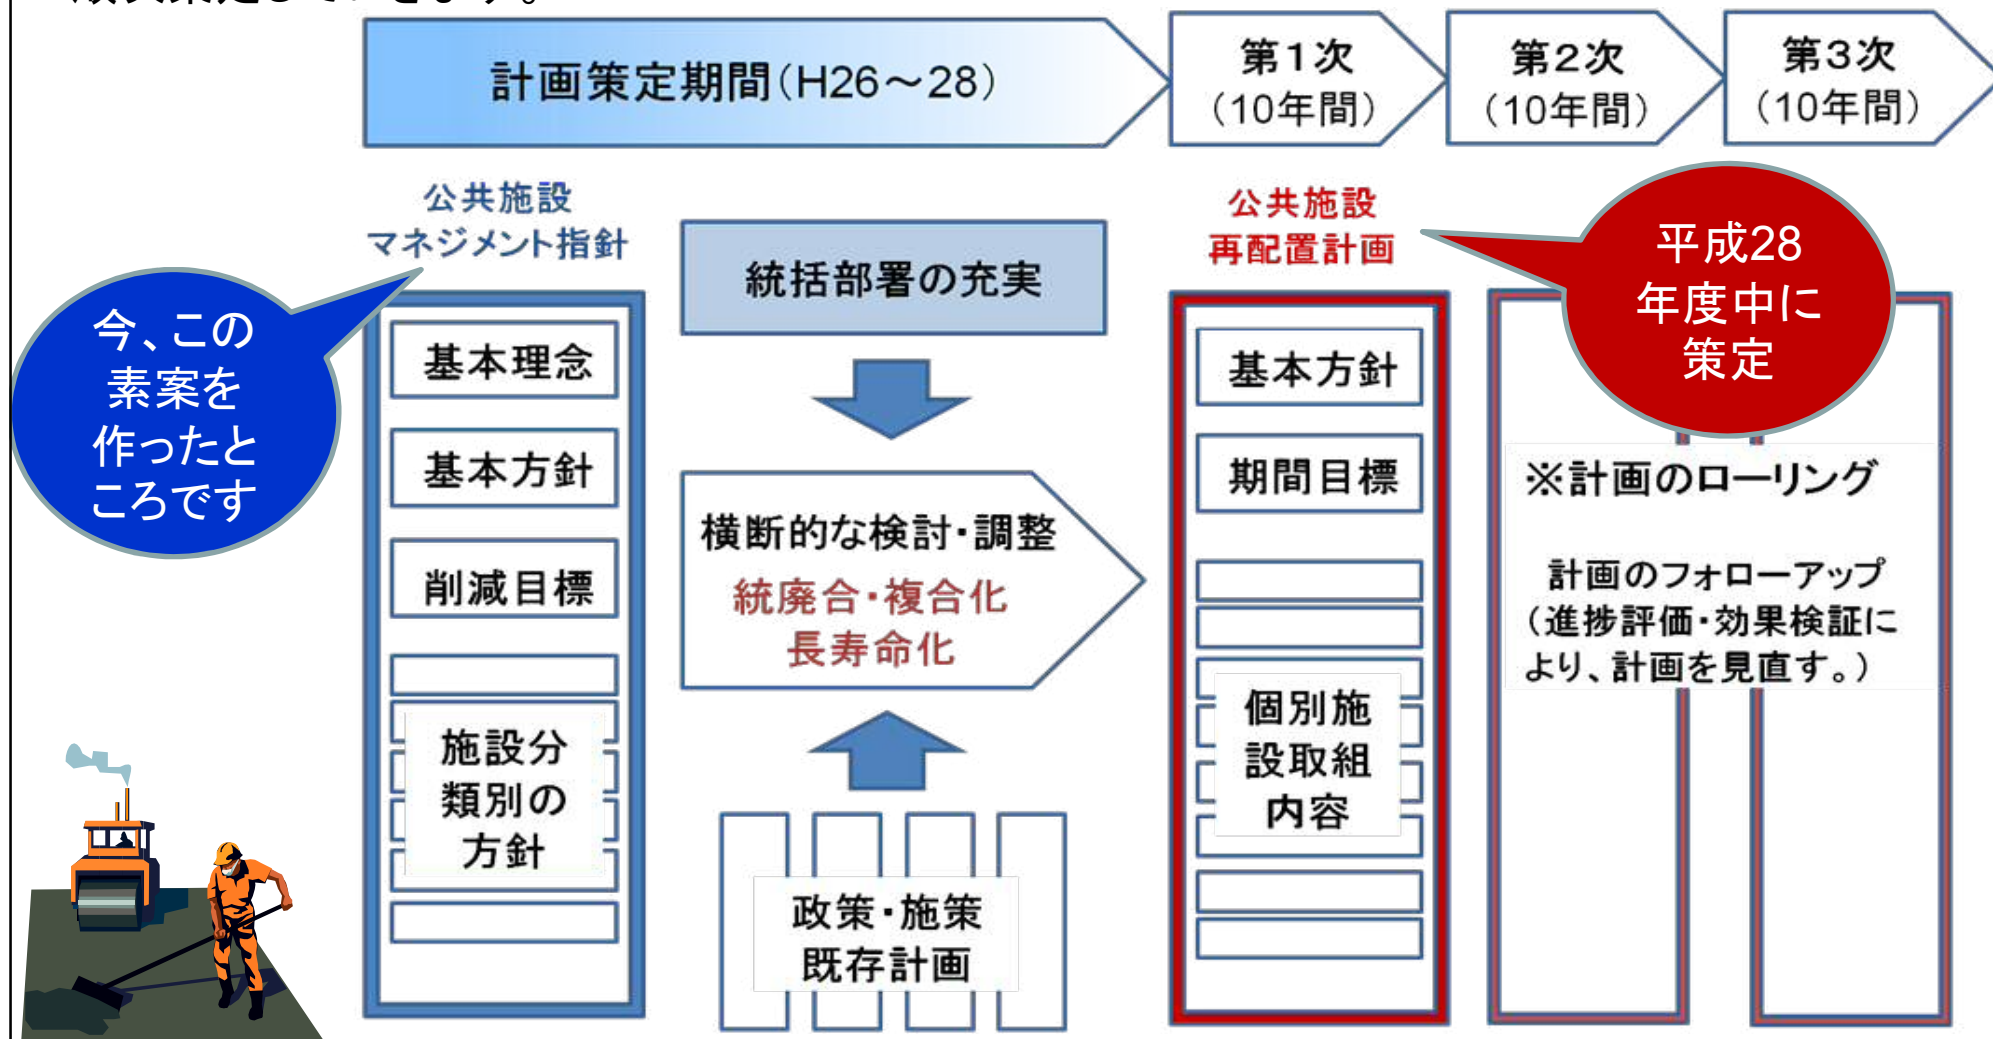 計画策定期間(H26～28)
第1次
(10年間)
第2次
(10年間)
第3次
(10年間)
公共施設
マネジメント指針
今、この
素案を
作ったと
ころです
基本理念
基本方針
削減目標
施設分
類別の
方針
統括部署の充実
横断的な検討・調整
統廃合・複合化
長寿命化
政策・施策
既存計画
公共施設
再配置計画
平成28
年度中に
策定
基本方針
期間目標
個別施
設取組
内容
※計画のローリング
計画のフォローアップ
(進捗評価・効果検証に
より、計画を見直す。)